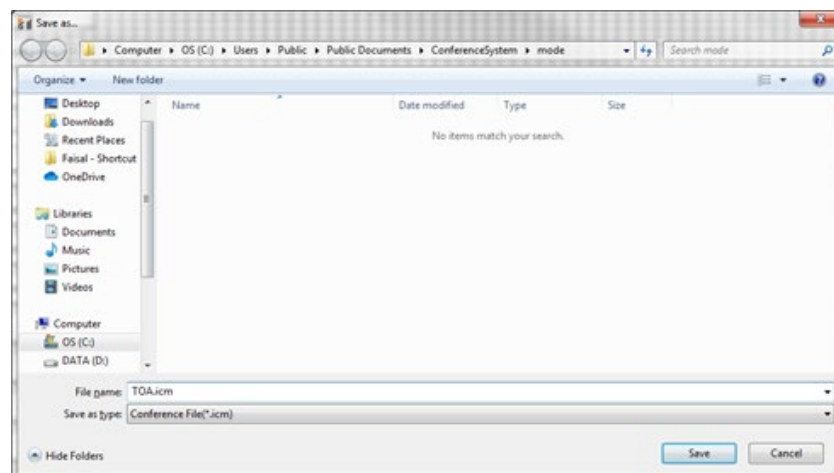 Save as...
Computer ▸ OS (C:) ▸ Users ▸ Public ▸ Public Documents ▸ ConferenceSystem ▸ mode
Search mode
Organize
New folder
Name
Date modified
Type
Size
No items match your search.
Desktop
Downloads
Recent Places
Faisal - Shortcut
OneDrive
Libraries
Documents
Music
Pictures
Videos
Computer
OS (C:)
DATA (D:)
File name: TOA.icm
Save as type: Conference File(*.icm)
Hide Folders
Save
Cancel